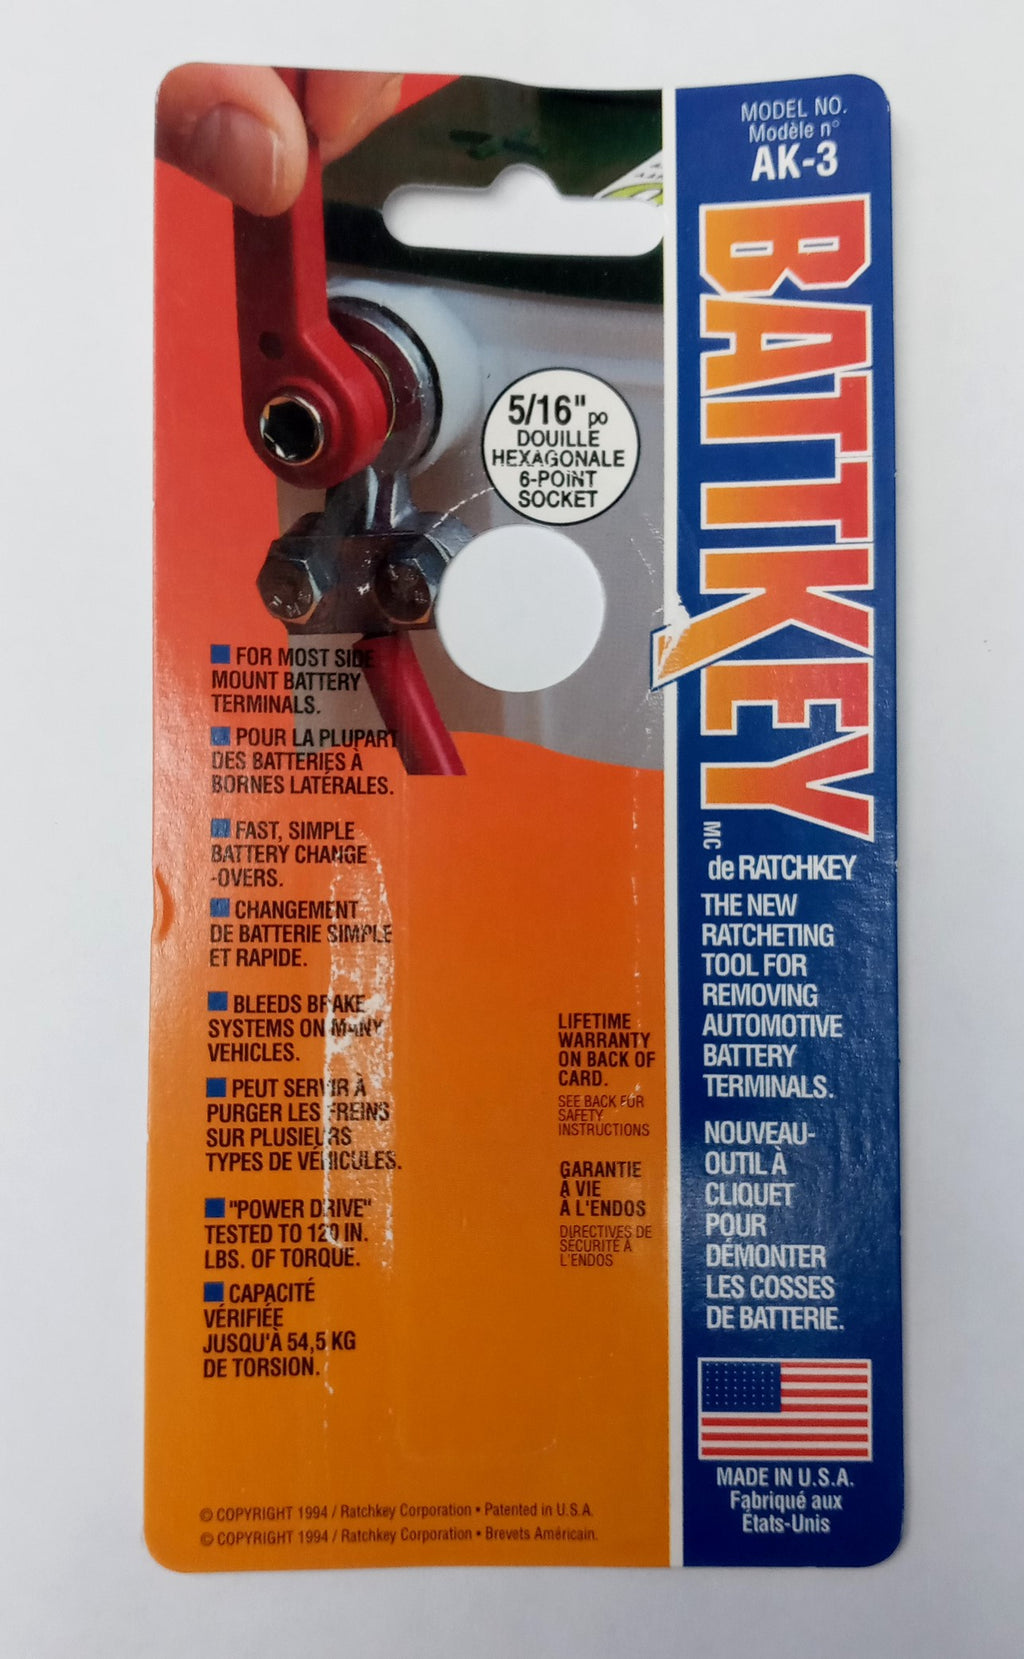 MODEL NO.
Modèle n°
AK-3
BATTKEY
MC
de RATCHKEY
THE NEW
RATCHETING
TOOL FOR
REMOVING
AUTOMOTIVE
BATTERY
TERMINALS.
NOUVEAU-
OUTIL À
CLIQUET
POUR
DÉMONTER
LES COSSES
DE BATTERIE.
MADE IN U.S.A.
Fabriqué aux
États-Unis
5/16" po
DOUILLE
HEXAGONALE
6-POINT
SOCKET
FOR MOST SIDE
MOUNT BATTERY
TERMINALS.
POUR LA PLUPART
DES BATTERIES À
BORNES LATÉRALES.
FAST, SIMPLE
BATTERY CHANGE
-OVERS.
CHANGEMENT
DE BATTERIE SIMPLE
ET RAPIDE.
BLEEDS BRAKE
SYSTEMS ON MANY
VEHICLES.
PEUT SERVIR À
PURGER LES FREINS
SUR PLUSIEURS
TYPES DE VÉHICULES.
"POWER DRIVE"
TESTED TO 120 IN.
LBS. OF TORQUE.
CAPACITÉ
VÉRIFIÉE
JUSQU'À 54,5 KG
DE TORSION.
LIFETIME
WARRANTY
ON BACK OF
CARD.
SEE BACK FOR
SAFETY
INSTRUCTIONS
GARANTIE
À VIE
À L'ENDOS
DIRECTIVES DE
SÉCURITÉ À
L'ENDOS
© COPYRIGHT 1994 / Ratchkey Corporation • Patented in U.S.A.
© COPYRIGHT 1994 / Ratchkey Corporation • Brevets Américain.